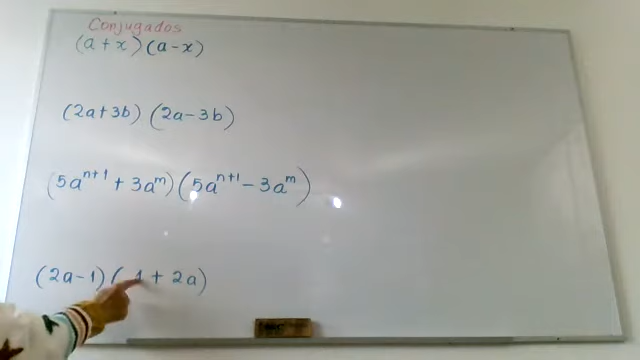 Conjugados
(a + x)(a - x)
(2a + 3b) (2a - 3b)
(5a^{n+1} + 3a^m)(5a^{n+1} - 3a^m)
(2a - 1)(1 + 2a)